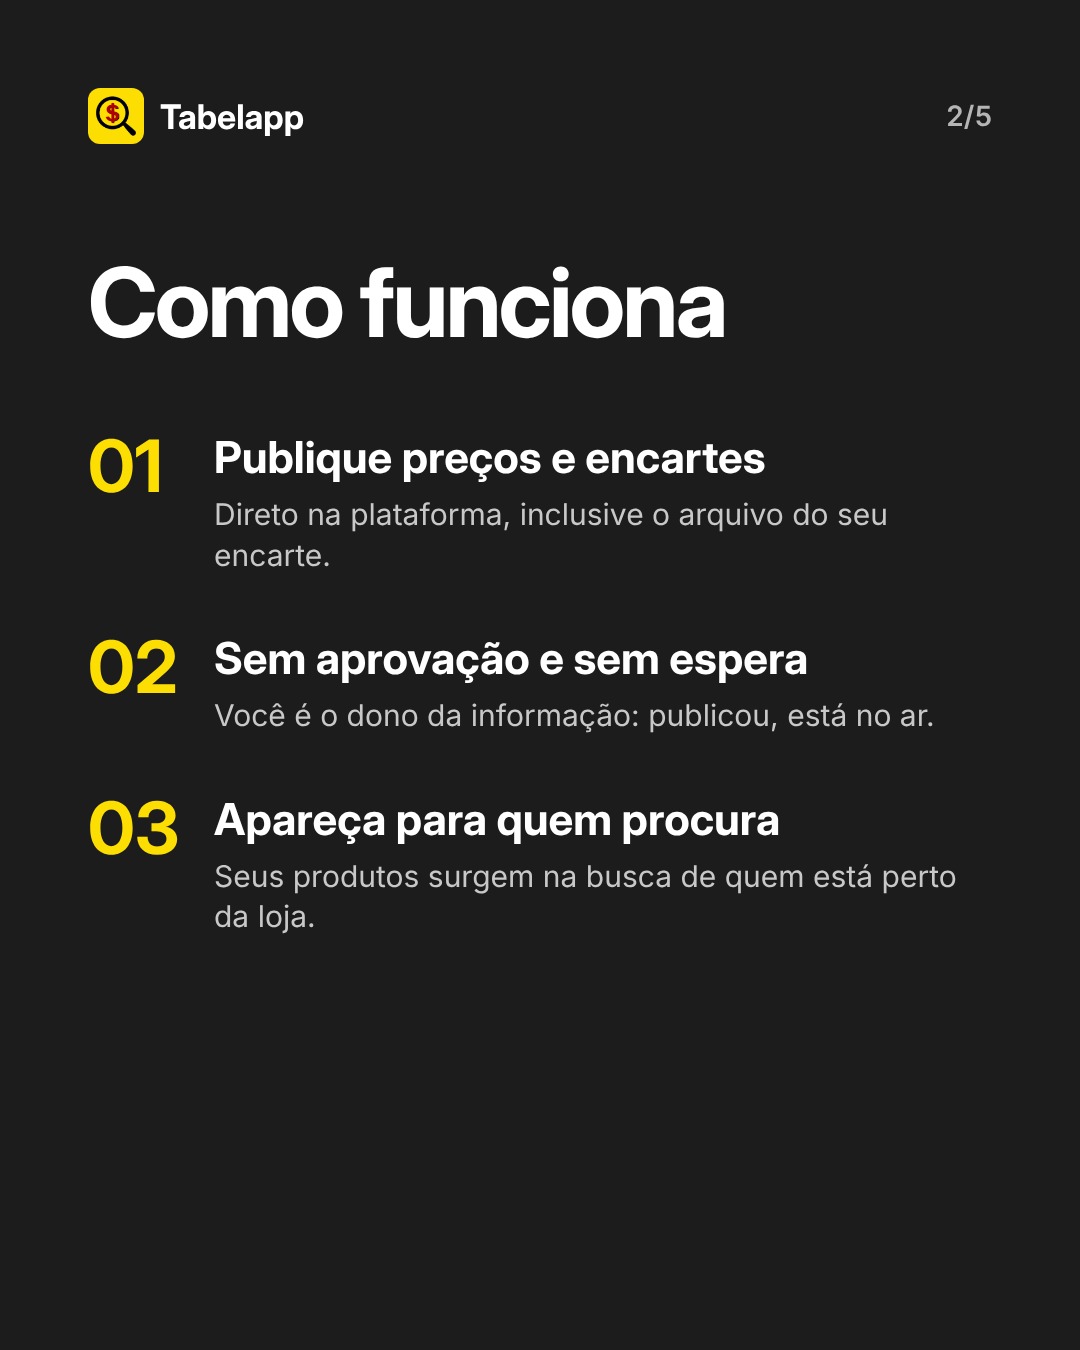 $
Tabelapp
2/5
Como funciona
01
Publique preços e encartes
Direto na plataforma, inclusive o arquivo do seu
encarte.
02
Sem aprovação e sem espera
Você é o dono da informação: publicou, está no ar.
03
Apareça para quem procura
Seus produtos surgem na busca de quem está perto
da loja.